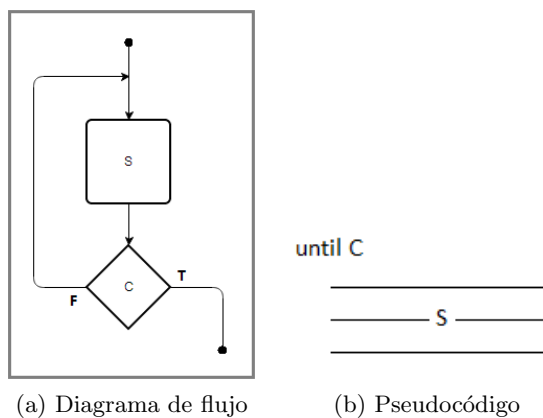 S
C
T
F
until C
S
(a) Diagrama de flujo
(b) Pseudocódigo